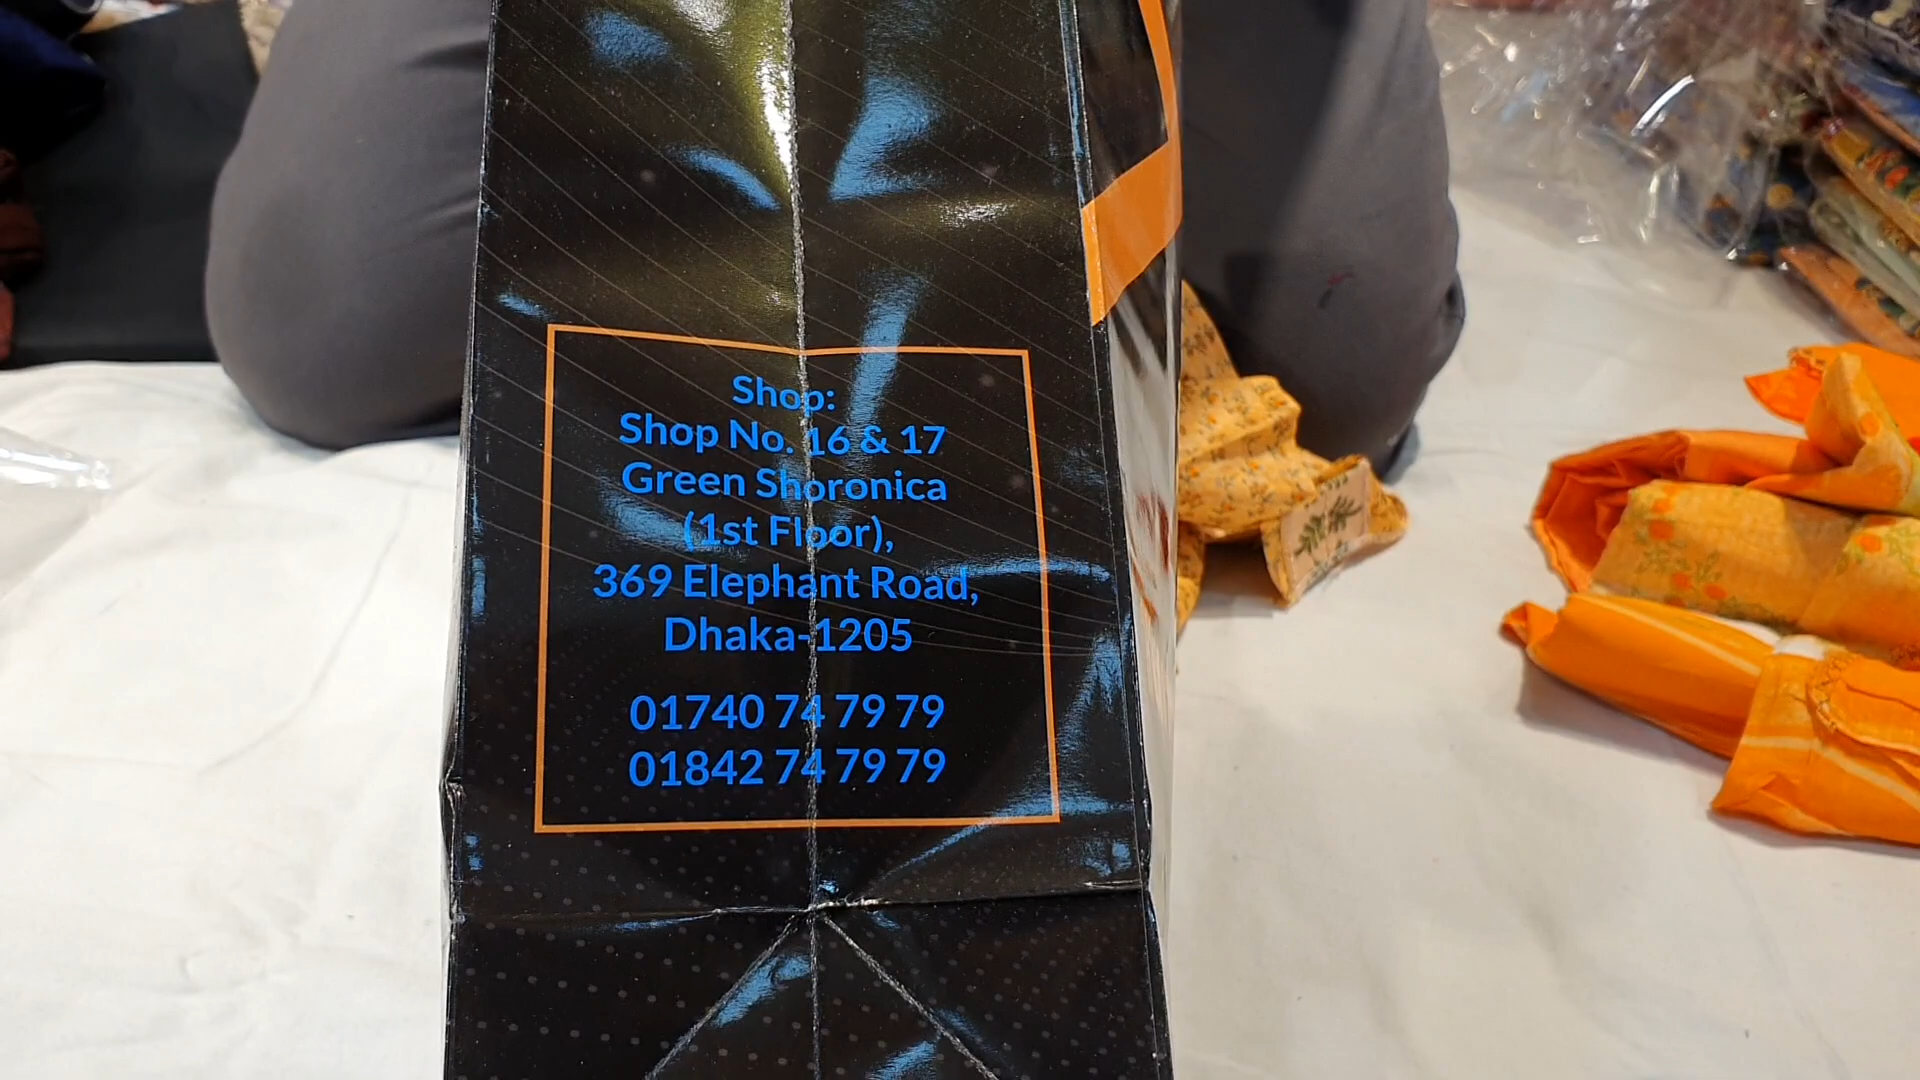 Shop:
Shop No. 16 & 17
Green Shoronica
(1st Floor),
369 Elephant Road,
Dhaka-1205
01740 74 79 79
01842 74 79 79